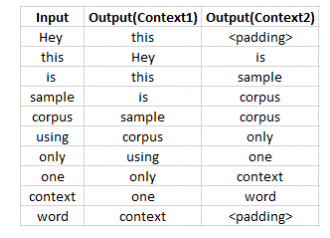 Input Output(Context1) Output(Context2)
Hey this <padding>
this Hey is
is this sample
sample is corpus
corpus sample corpus
using corpus only
only using one
one only context
context one word
word context <padding>